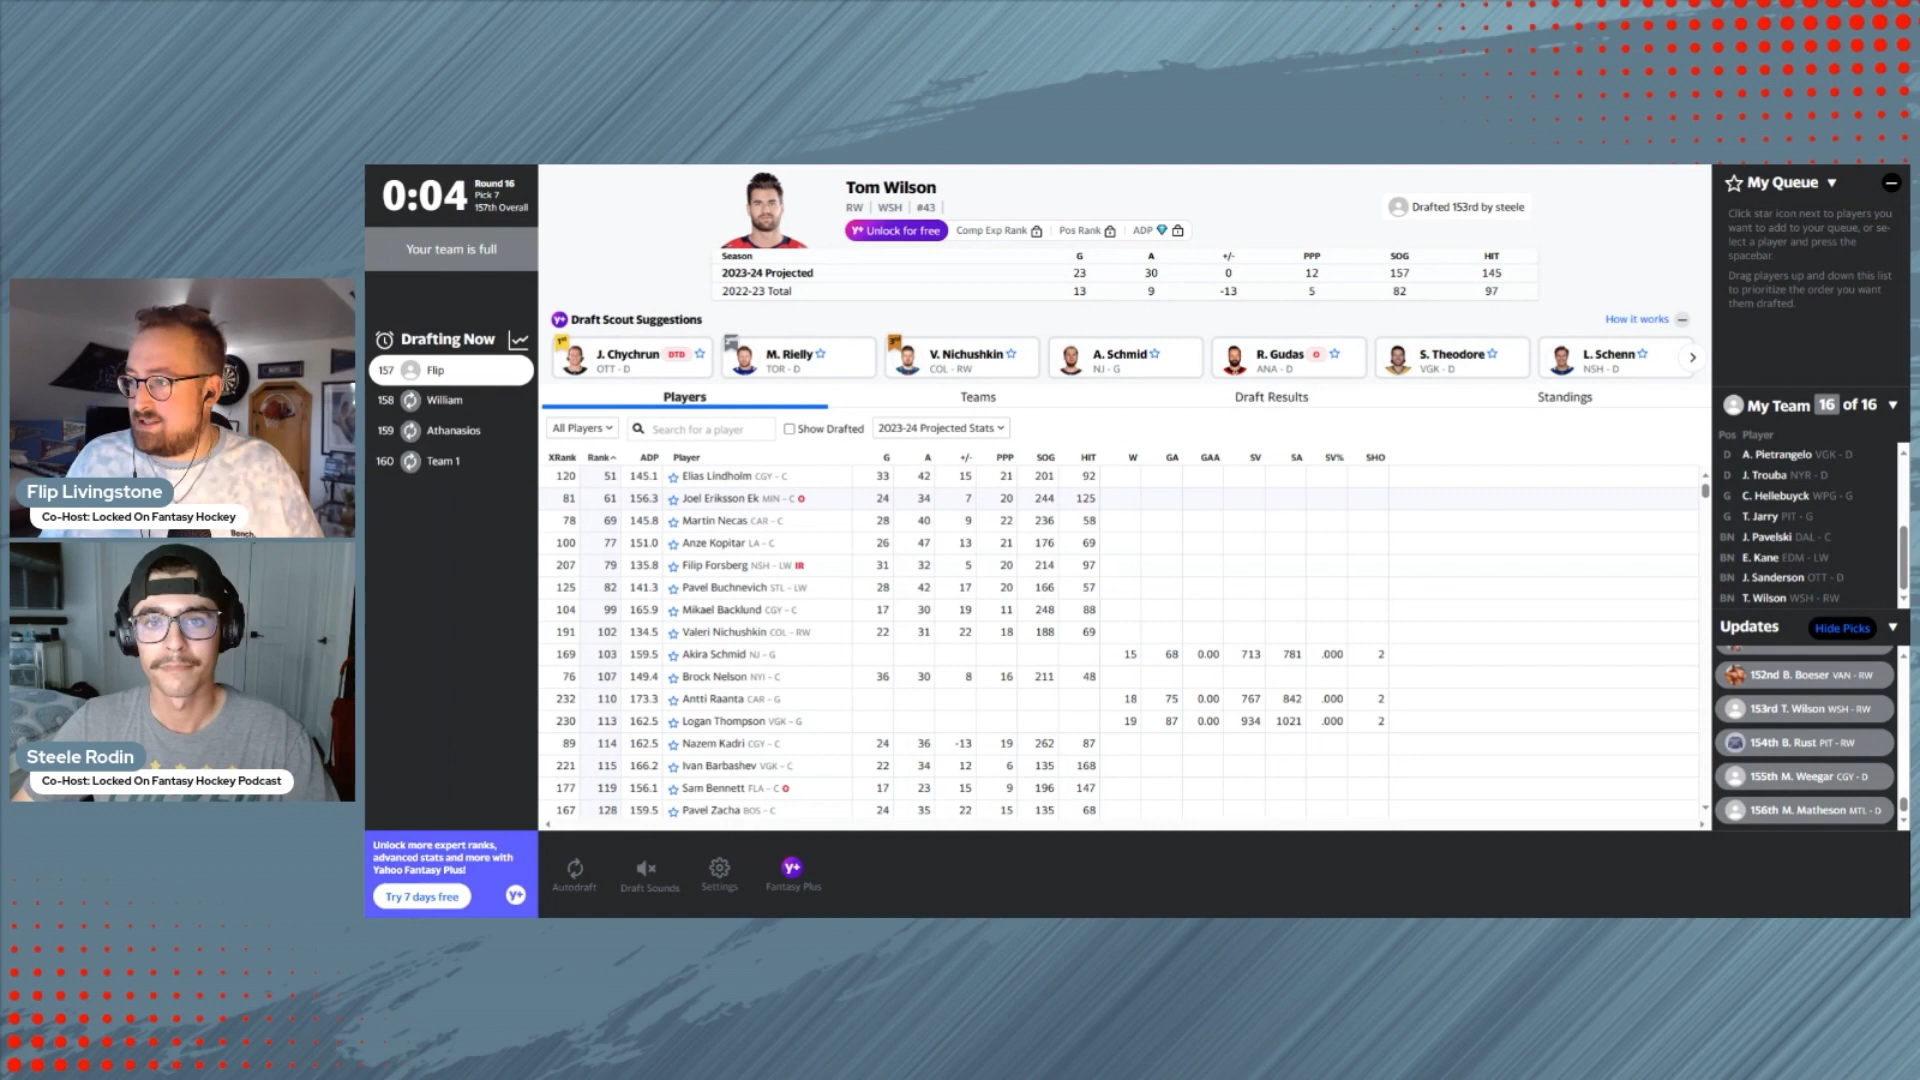 0:04
Round 16
Pick 7
157th Overall
Your team is full
Drafting Now
157 Flip
158 William
159 Athanasios
160 Team 1
Unlock more expert ranks,
advanced stats and more with
Yahoo Fantasy Plus!
Try 7 days free
y+
Flip Livingstone
Co-Host: Locked On Fantasy Hockey
Bench.
Steele Rodin
Co-Host: Locked On Fantasy Hockey Podcast
Tom Wilson
RW | WSH | #43 |
Y+ Unlock for free Comp Exp Rank | Pos Rank | ADP
Drafted 153rd by steele
Season G A +/- PPP SOG HIT
2023-24 Projected 23 30 0 12 157 145
2022-23 Total 13 9 -13 5 82 97
y+ Draft Scout Suggestions
How it works
1st J. Chychrun DTD
OTT - D
M. Rielly
TOR - D
3rd V. Nichushkin
COL - RW
A. Schmid
NJ - G
R. Gudas O
ANA - D
S. Theodore
VGK - D
L. Schenn
NSH - D
Players Teams Draft Results Standings
All Players Search for a player Show Drafted 2023-24 Projected Stats
XRank Rank ADP Player G A +/- PPP SOG HIT W GA GAA SV SA SV% SHO
120 51 145.1 Elias Lindholm CGY - C 33 42 15 21 201 92
81 61 156.3 Joel Eriksson Ek MIN - C O 24 34 7 20 244 125
78 69 145.8 Martin Necas CAR - C 28 40 9 22 236 58
100 77 151.0 Anze Kopitar LA - C 26 47 13 21 176 69
207 79 135.8 Filip Forsberg NSH - LW IR 31 32 5 20 214 97
125 82 141.3 Pavel Buchnevich STL - LW 28 42 17 20 166 57
104 99 165.9 Mikael Backlund CGY - C 17 30 19 11 248 88
191 102 134.5 Valeri Nichushkin COL - RW 22 31 22 18 188 69
169 103 159.5 Akira Schmid NJ - G 15 68 0.00 713 781 .000 2
76 107 149.4 Brock Nelson NYI - C 36 30 8 16 211 48
232 110 173.3 Antti Raanta CAR - G 18 75 0.00 767 842 .000 2
230 113 162.5 Logan Thompson VGK - G 19 87 0.00 934 1021 .000 2
89 114 162.5 Nazem Kadri CGY - C 24 36 -13 19 262 87
221 115 166.2 Ivan Barbashev VGK - C 22 34 12 6 135 168
177 119 156.1 Sam Bennett FLA - C O 17 23 15 9 196 147
167 128 159.5 Pavel Zacha BOS - C 24 35 22 15 135 68
Autodraft
Draft Sounds
Settings
y+
Fantasy Plus
My Queue
Click star icon next to players you
want to add to your queue, or se-
lect a player and press the
spacebar.
Drag players up and down this list
to prioritize the order you want
them drafted.
My Team 16 of 16
Pos Player
D A. Pietrangelo VGK - D
D J. Trouba NYR - D
G C. Hellebuyck WPG - G
G T. Jarry PIT - G
BN J. Pavelski DAL - C
BN E. Kane EDM - LW
BN J. Sanderson OTT - D
BN T. Wilson WSH - RW
Updates Hide Picks
152nd B. Boeser VAN - RW
153rd T. Wilson WSH - RW
154th B. Rust PIT - RW
155th M. Weegar CGY - D
156th M. Matheson MTL - D